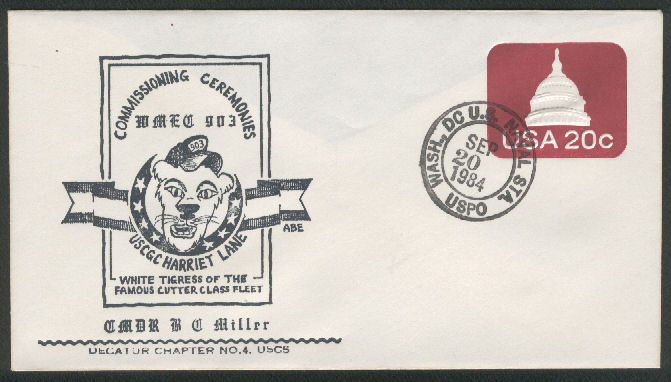 COMMISSIONING CEREMONIES
WMEC 903
903
USCGC HARRIET LANE
ABE
WHITE TIGRESS OF THE
FAMOUS CUTTER CLASS FLEET
CMDR B C Miller
DECATUR CHAPTER NO.4. USCS
WASH., DC U.S. NAVAL STA.
SEP
20
1984
USPO
USA 20c